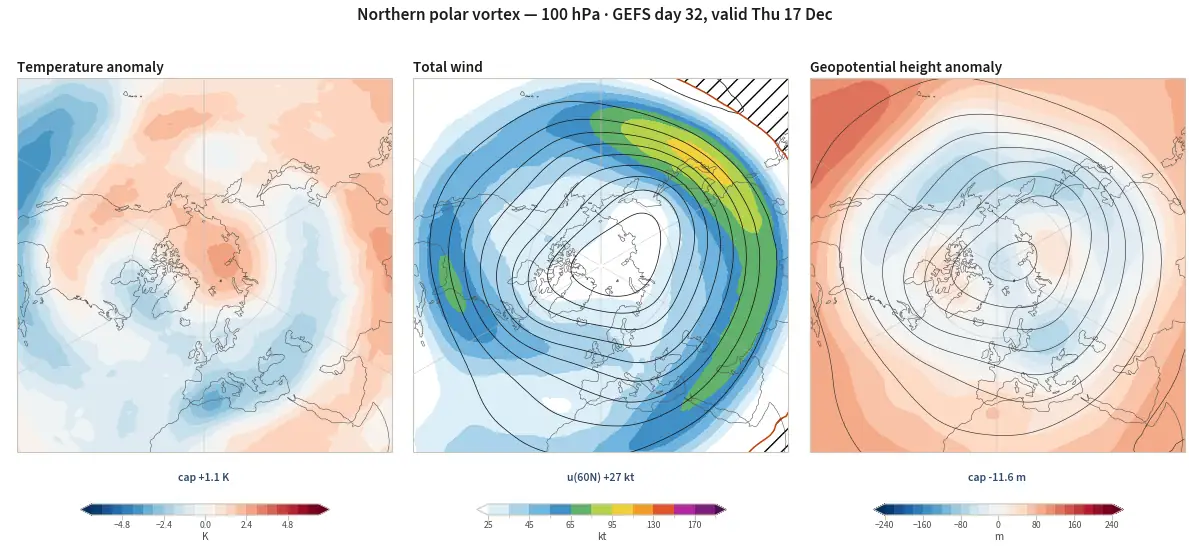 Northern polar vortex — 100 hPa · GEFS day 32, valid Thu 17 Dec
Temperature anomaly
Total wind
Geopotential height anomaly
cap +1.1 K
u(60N) +27 kt
cap -11.6 m
−4.8 −2.4 0.0 2.4 4.8
K
25 45 65 95 130 170
kt
−240 −160 −80 0 80 160 240
m